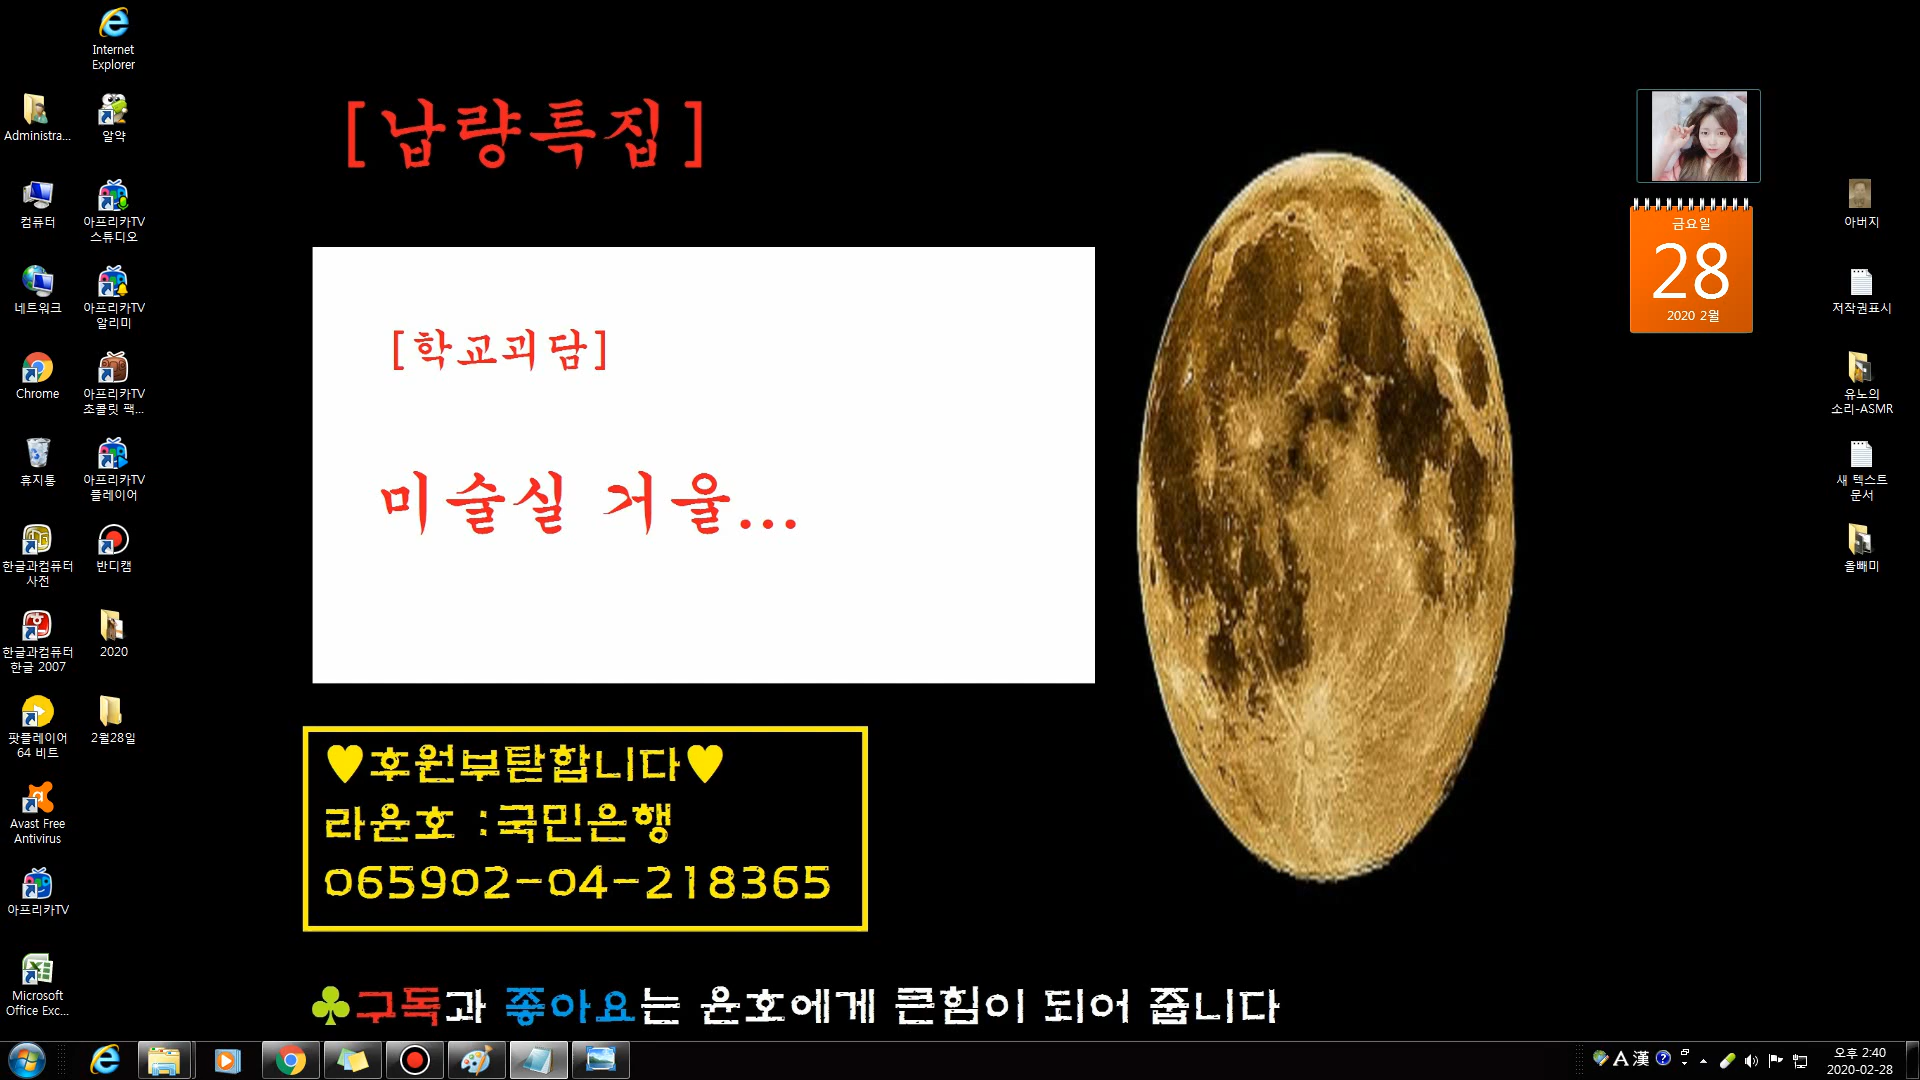 Internet
Explorer
Administra...
알약
컴퓨터
아프리카TV
스튜디오
네트워크
아프리카TV
알리미
Chrome
아프리카TV
초콜릿 팩...
휴지통
아프리카TV
플레이어
한글과컴퓨터
사전
반디캠
한글과컴퓨터
한글 2007
2020
팟플레이어
64 비트
2월28일
Avast Free
Antivirus
아프리카TV
Microsoft
Office Exc...
[납량특집]
[학교괴담]
미술실 거울...
♥후원부탁합니다♥
라윤호 :국민은행
065902-04-218365
♣구독과 좋아요는 윤호에게 큰힘이 되어 줍니다
금요일
28
2020 2월
아버지
저작권표시
유노의
소리-ASMR
새 텍스트
문서
올빼미
A 漢
오후 2:40
2020-02-28